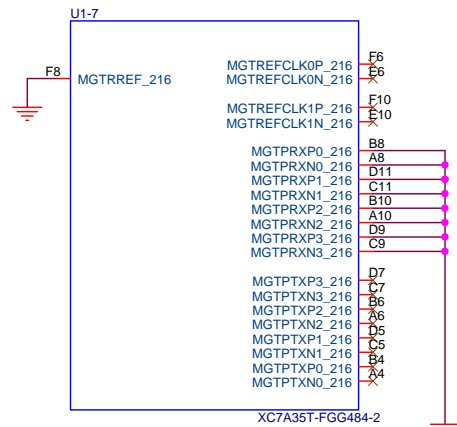 U1-7
F8 MGTRREF_216
MGTREFCLK0P_216 F6
MGTREFCLK0N_216 E6
MGTREFCLK1P_216 F10
MGTREFCLK1N_216 E10
MGTPRXP0_216 B8
MGTPRXN0_216 A8
MGTPRXP1_216 D11
MGTPRXN1_216 C11
MGTPRXP2_216 B10
MGTPRXN2_216 A10
MGTPRXP3_216 D9
MGTPRXN3_216 C9
MGTPTXP3_216 D7
MGTPTXN3_216 C7
MGTPTXP2_216 B6
MGTPTXN2_216 A6
MGTPTXP1_216 D5
MGTPTXN1_216 C5
MGTPTXP0_216 B4
MGTPTXN0_216 A4
XC7A35T-FGG484-2